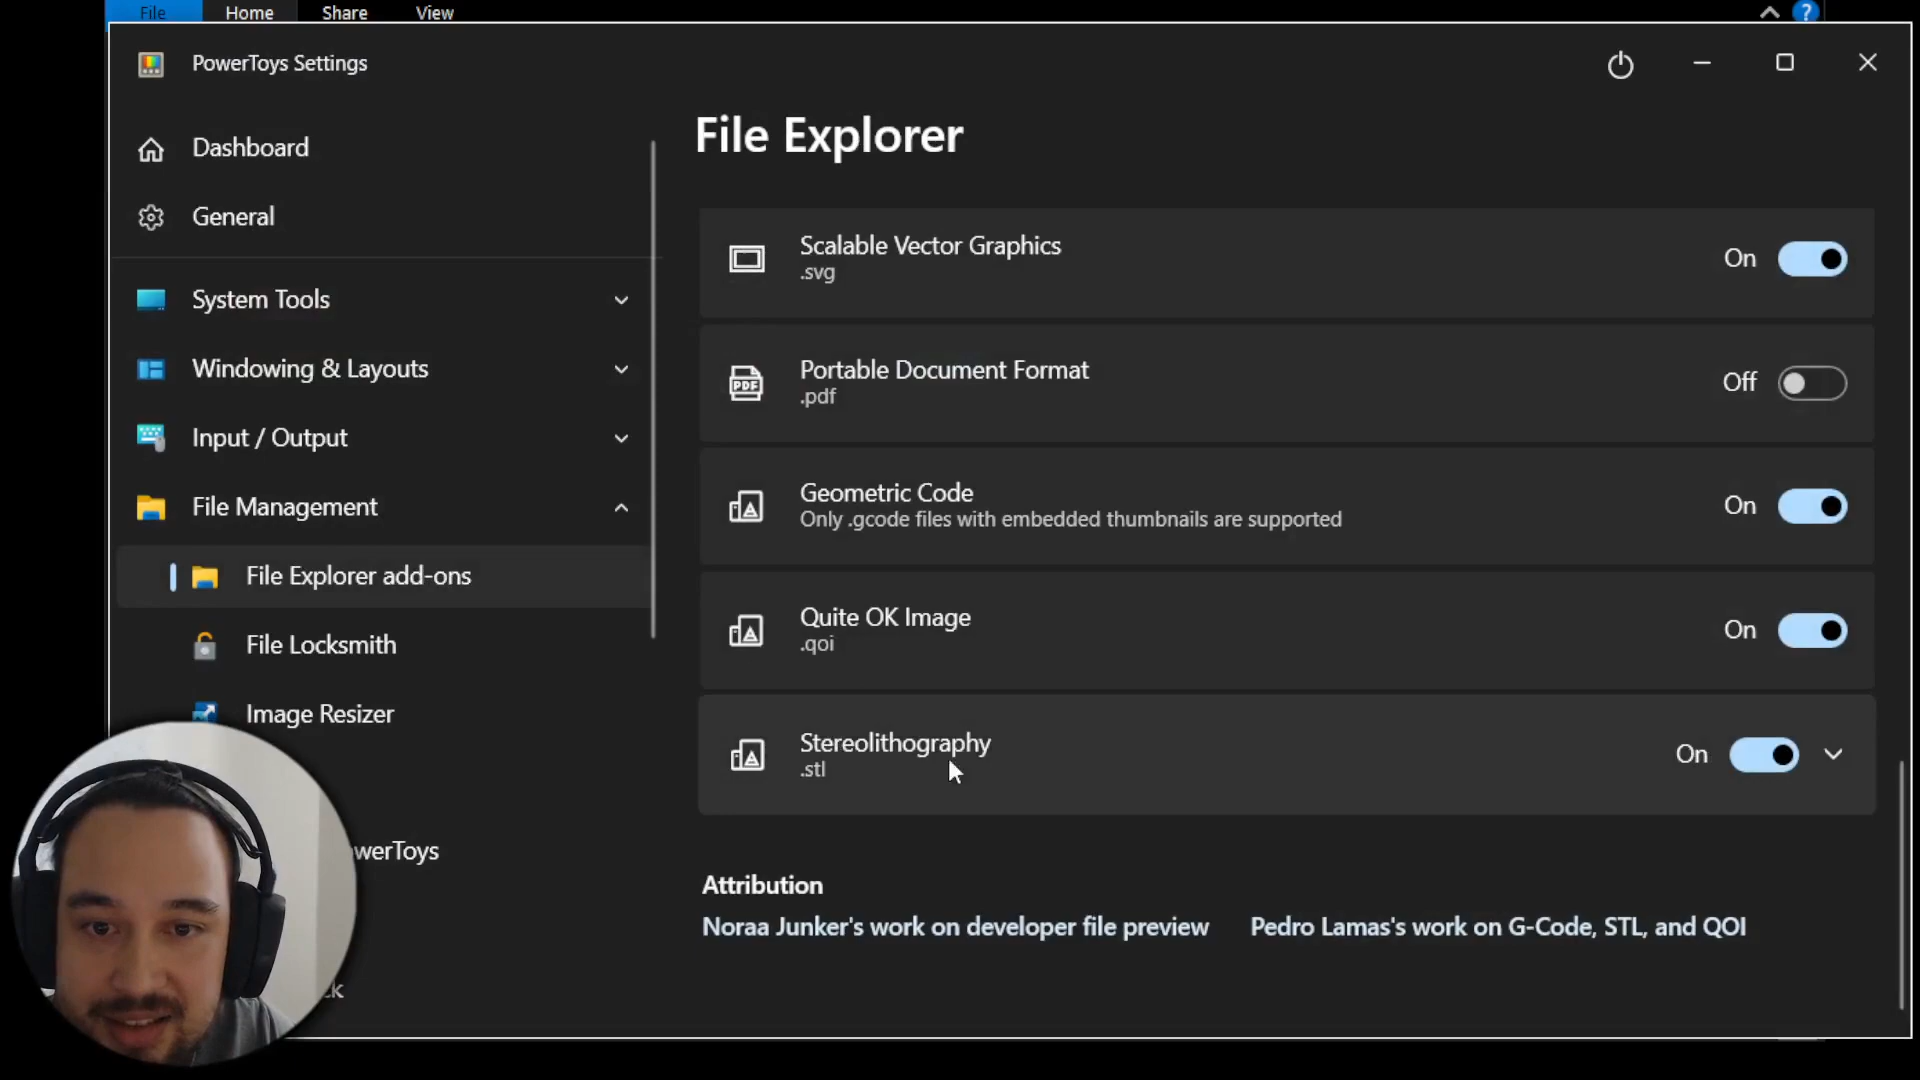 File Home Share View ?
PowerToys Settings
Dashboard
General
System Tools
Windowing & Layouts
Input / Output
File Management
File Explorer add-ons
File Locksmith
Image Resizer
werToys
ck
File Explorer
Scalable Vector Graphics
.svg
On
Portable Document Format
.pdf
Off
PDF
Geometric Code
Only .gcode files with embedded thumbnails are supported
On
Quite OK Image
.qoi
On
Stereolithography
.stl
On
Attribution
Noraa Junker's work on developer file preview Pedro Lamas's work on G-Code, STL, and QOI